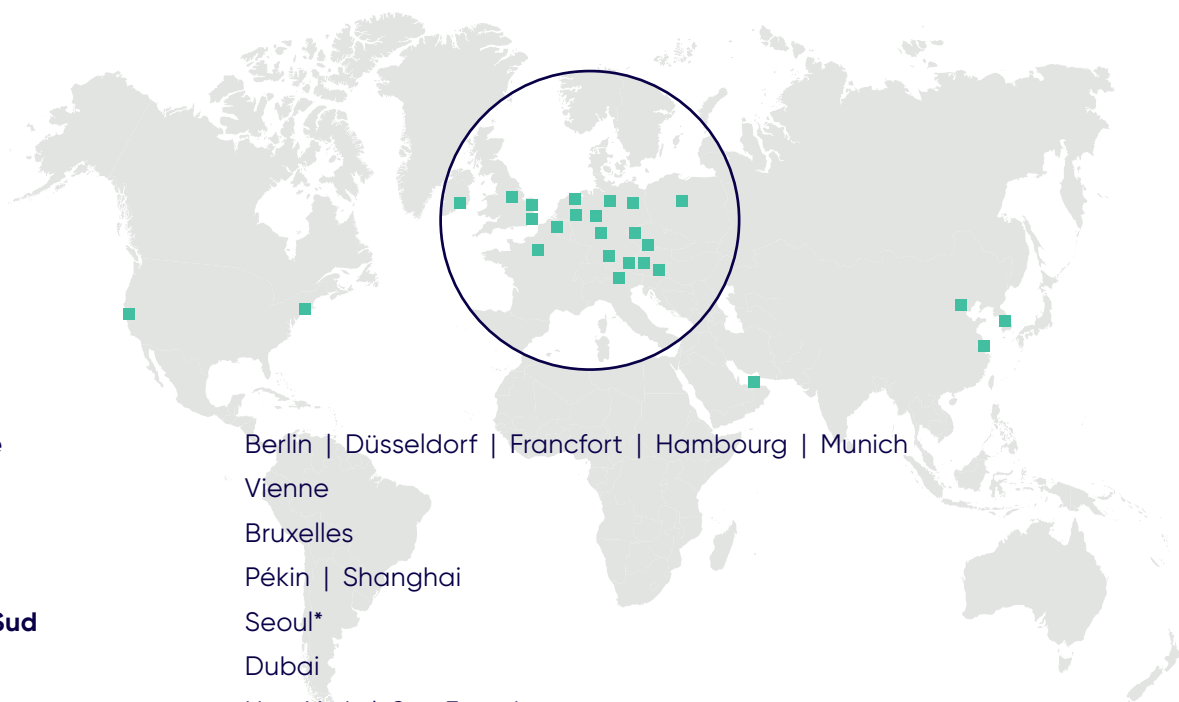 Berlin | Düsseldorf | Francfort | Hambourg | Munich
Vienne
Bruxelles
Pékin | Shanghai
Sud Seoul*
Dubai